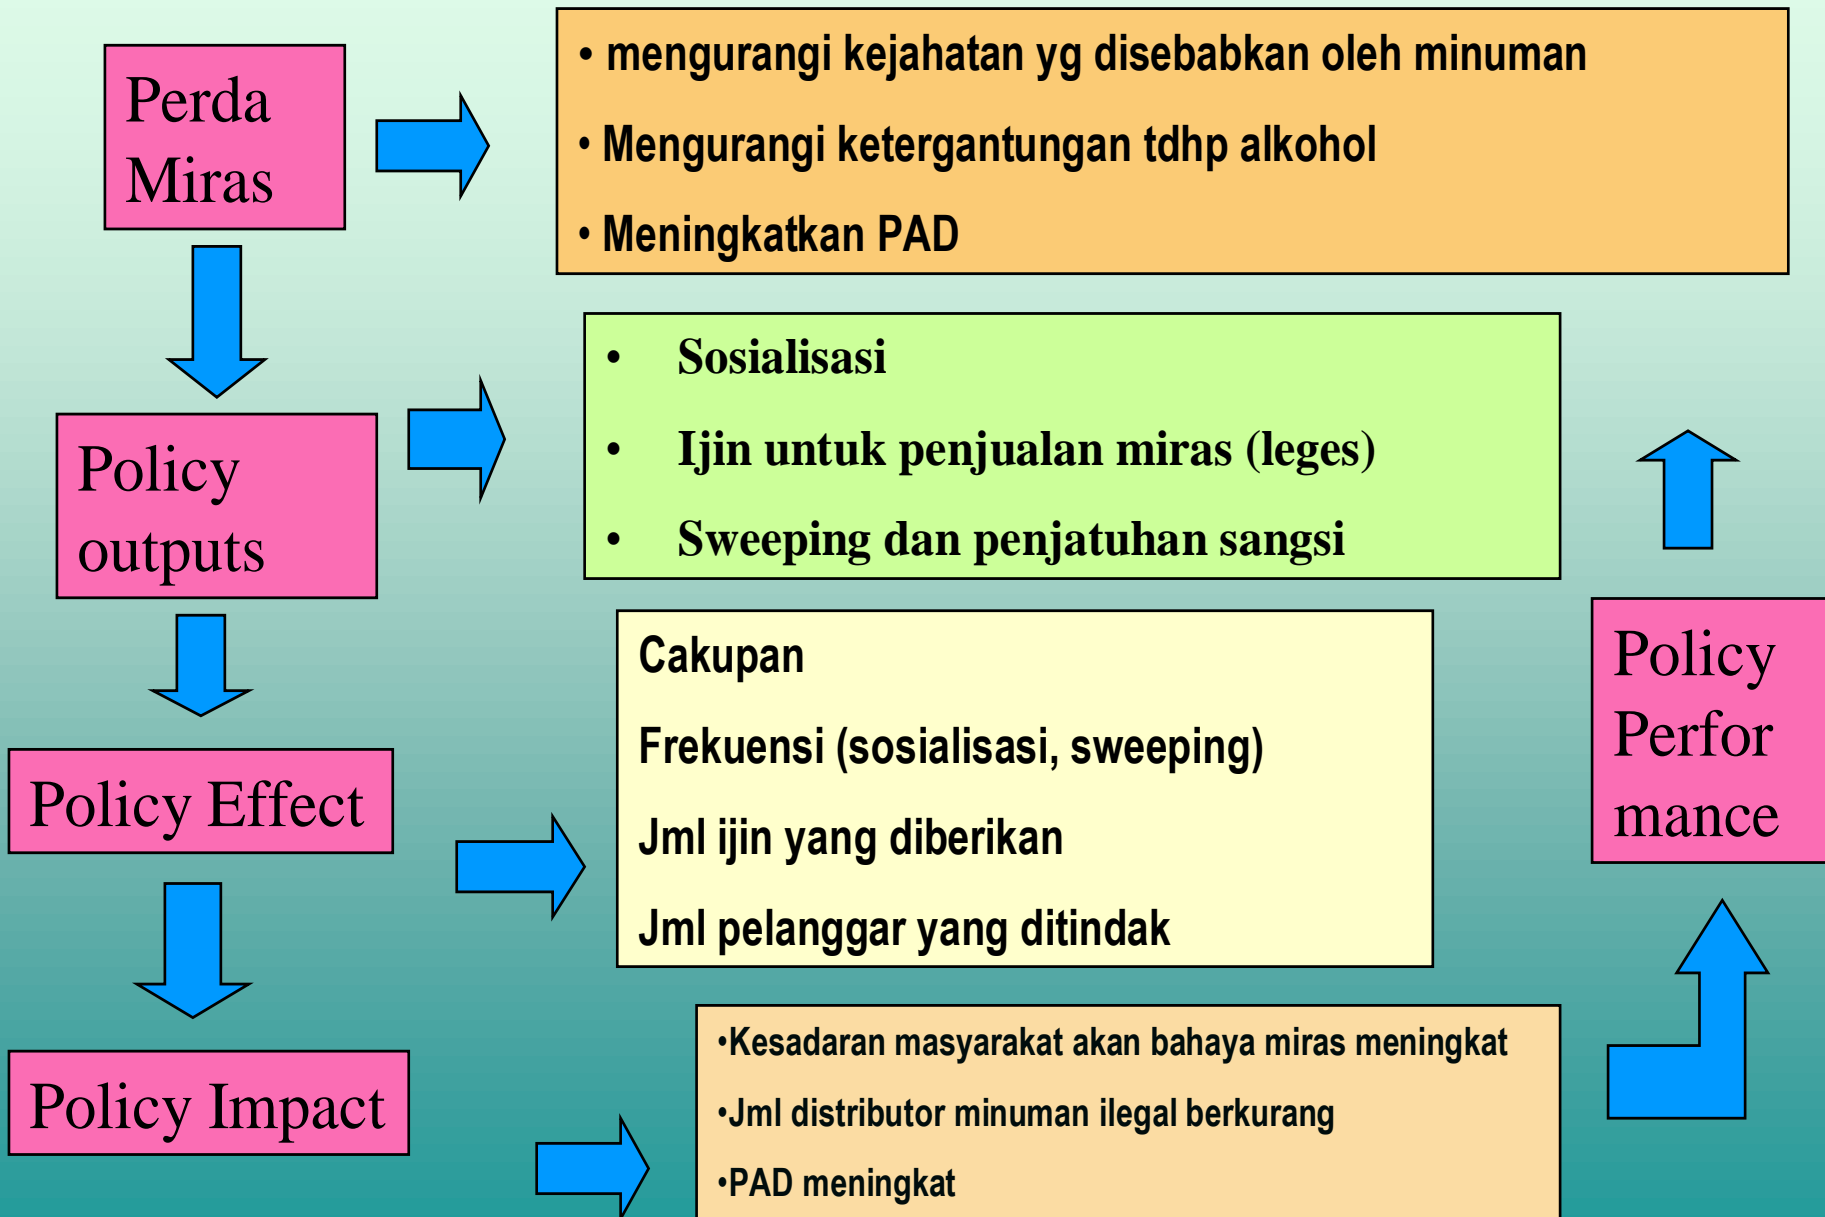 Perda
Miras
• mengurangi kejahatan yg disebabkan oleh minuman
• Mengurangi ketergantungan tdhp alkohol
• Meningkatkan PAD
Policy
outputs
• Sosialisasi
• Ijin untuk penjualan miras (leges)
• Sweeping dan penjatuhan sangsi
Policy Effect
Cakupan
Frekuensi (sosialisasi, sweeping)
Jml ijin yang diberikan
Jml pelanggar yang ditindak
Policy
Perfor
mance
Policy Impact
•Kesadaran masyarakat akan bahaya miras meningkat
•Jml distributor minuman ilegal berkurang
•PAD meningkat